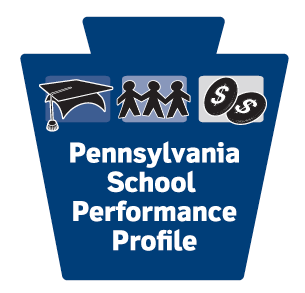 $ $
Pennsylvania
School
Performance
Profile